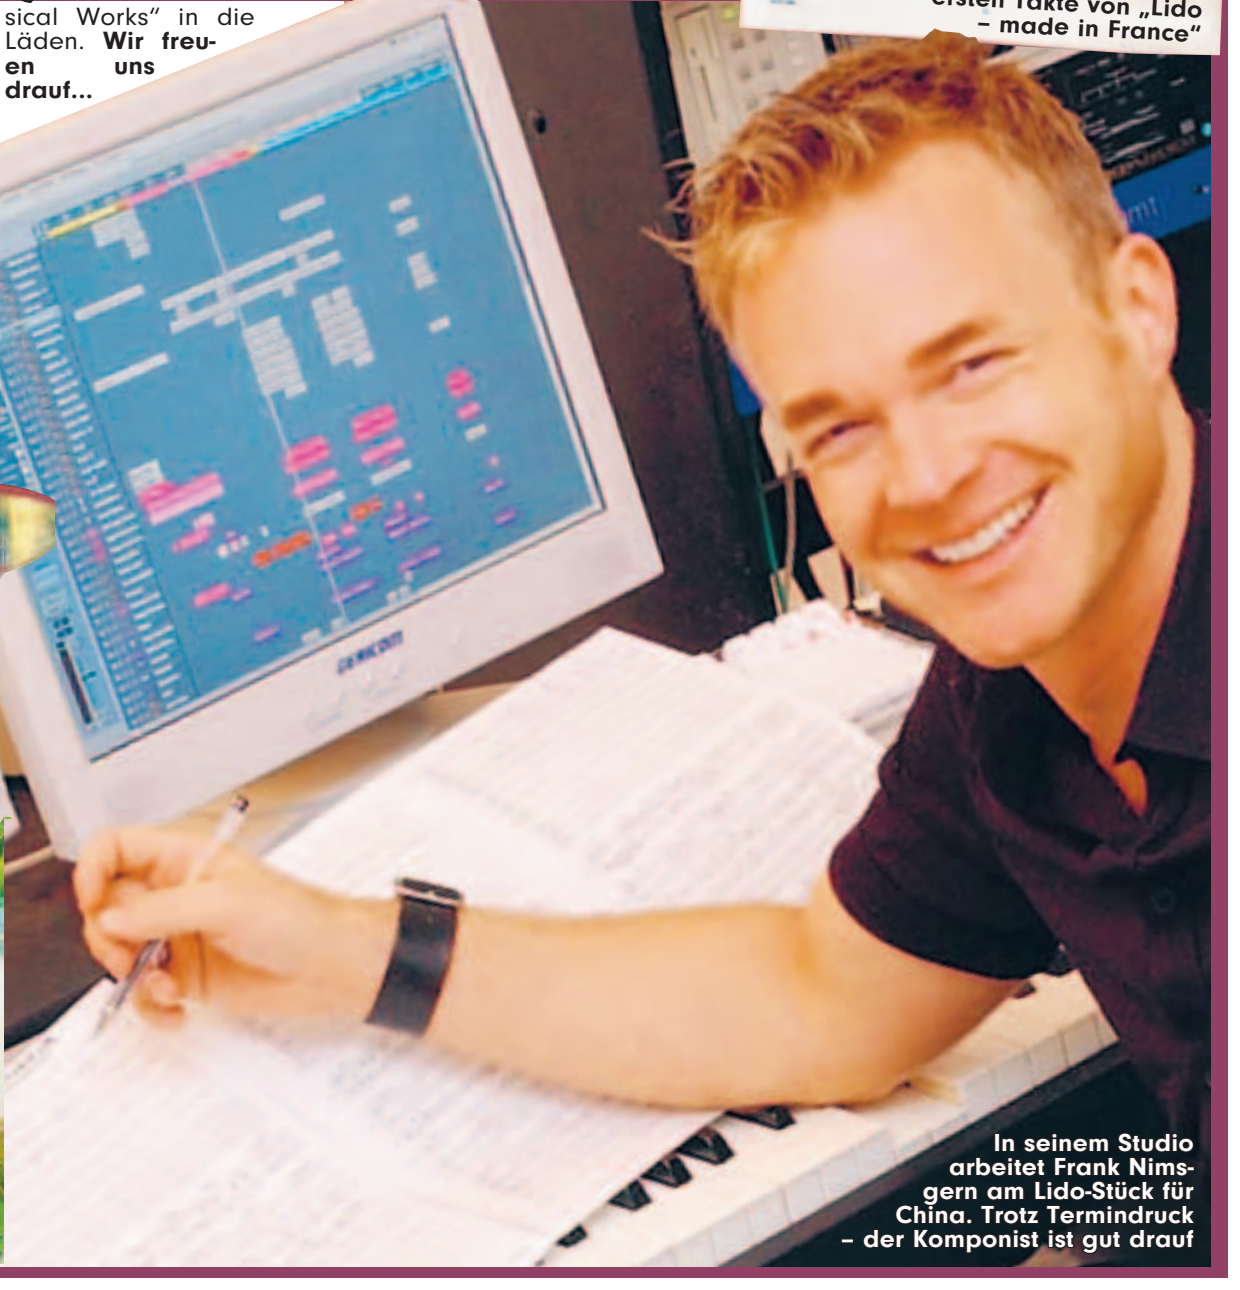 sical Works“ in die
Läden. Wir freu-
en uns
drauf...
ersten Takte von „Lido
– made in France“
In seinem Studio
arbeitet Frank Nims-
gern am Lido-Stück für
China. Trotz Termindruck
– der Komponist ist gut drauf